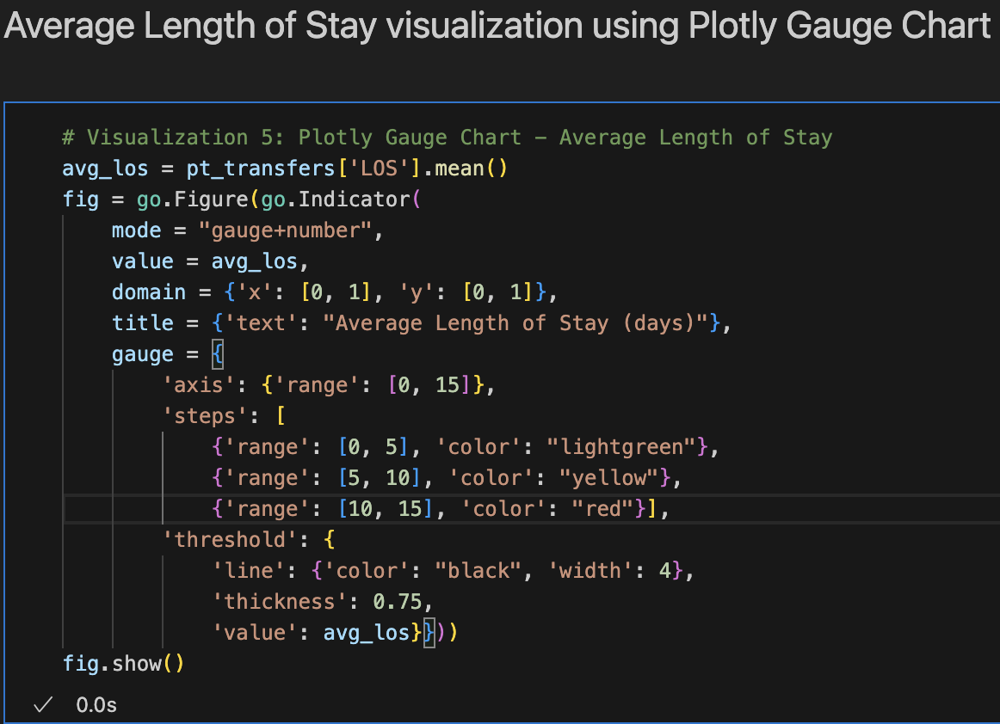 Average Length of Stay visualization using Plotly Gauge Chart
# Visualization 5: Plotly Gauge Chart – Average Length of Stay
avg_los = pt_transfers['LOS'].mean()
fig = go.Figure(go.Indicator(
    mode = "gauge+number",
    value = avg_los,
    domain = {'x': [0, 1], 'y': [0, 1]},
    title = {'text': "Average Length of Stay (days)"},
    gauge = {
        'axis': {'range': [0, 15]},
        'steps': [
            {'range': [0, 5], 'color': "lightgreen"},
            {'range': [5, 10], 'color': "yellow"},
            {'range': [10, 15], 'color': "red"}],
        'threshold': {
            'line': {'color': "black", 'width': 4},
            'thickness': 0.75,
            'value': avg_los}}))
fig.show()
0.0s